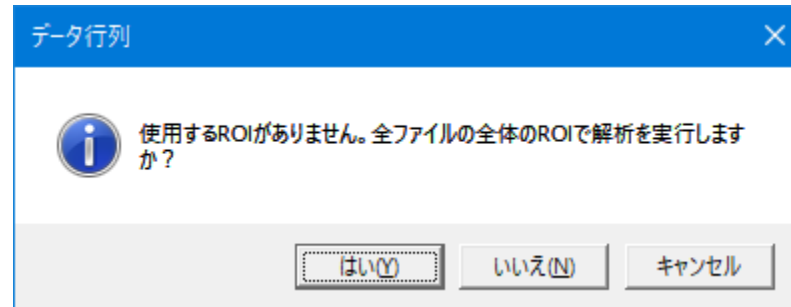 データ行列
使用するROIがありません。全ファイルの全体のROIで解析を実行します
か？
はい(Y)
いいえ(N)
キャンセル